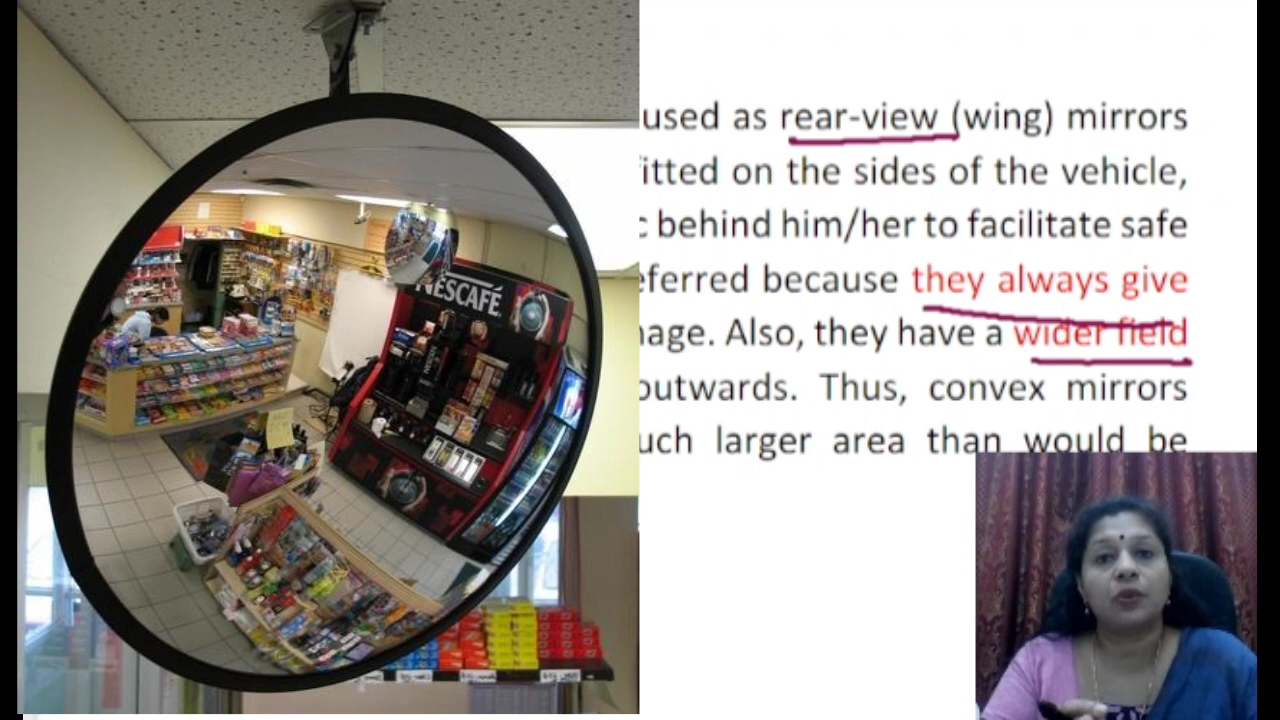 NESCAFÉ
used as rear-view (wing) mirrors
itted on the sides of the vehicle,
c behind him/her to facilitate safe
eferred because they always give
nage. Also, they have a wider field
outwards. Thus, convex mirrors
uch larger area than would be